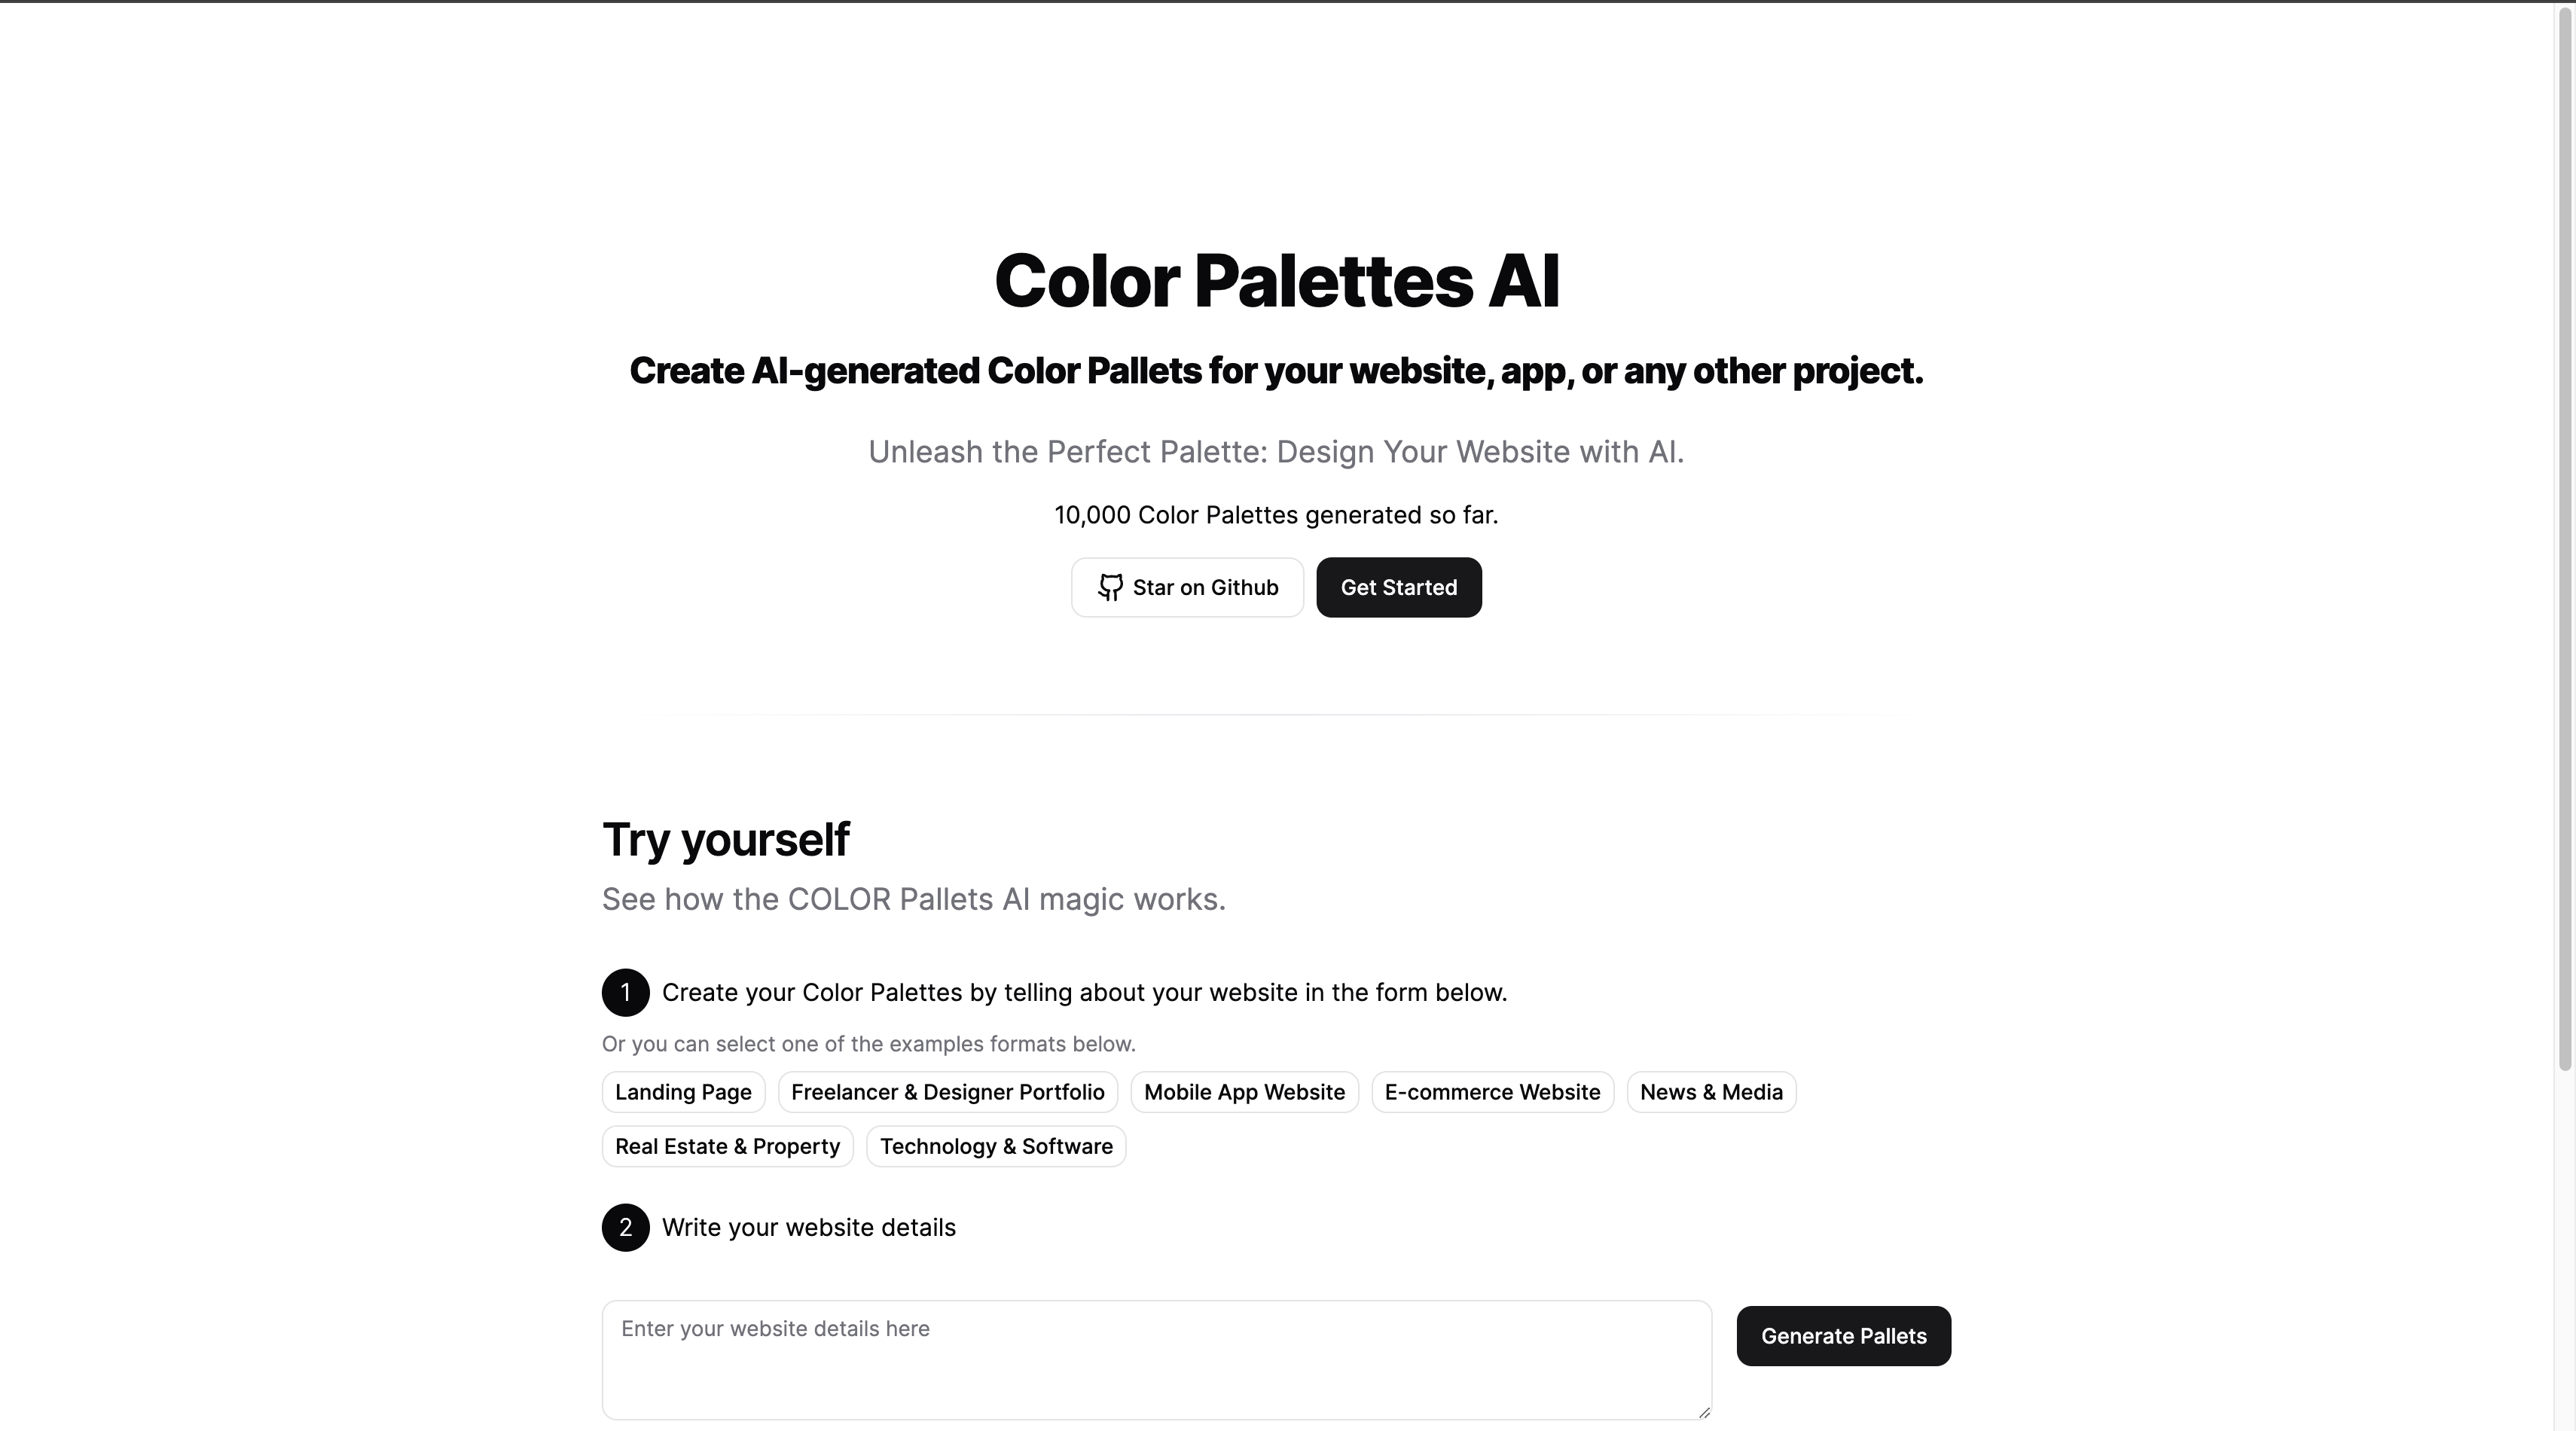 Color Palettes AI
Create AI-generated Color Pallets for your website, app, or any other project.
Unleash the Perfect Palette: Design Your Website with AI.
10,000 Color Palettes generated so far.
Star on Github
Get Started
Try yourself
See how the COLOR Pallets AI magic works.
1 Create your Color Palettes by telling about your website in the form below.
Or you can select one of the examples formats below.
Landing Page Freelancer & Designer Portfolio Mobile App Website E-commerce Website News & Media
Real Estate & Property Technology & Software
2 Write your website details
Enter your website details here
Generate Pallets